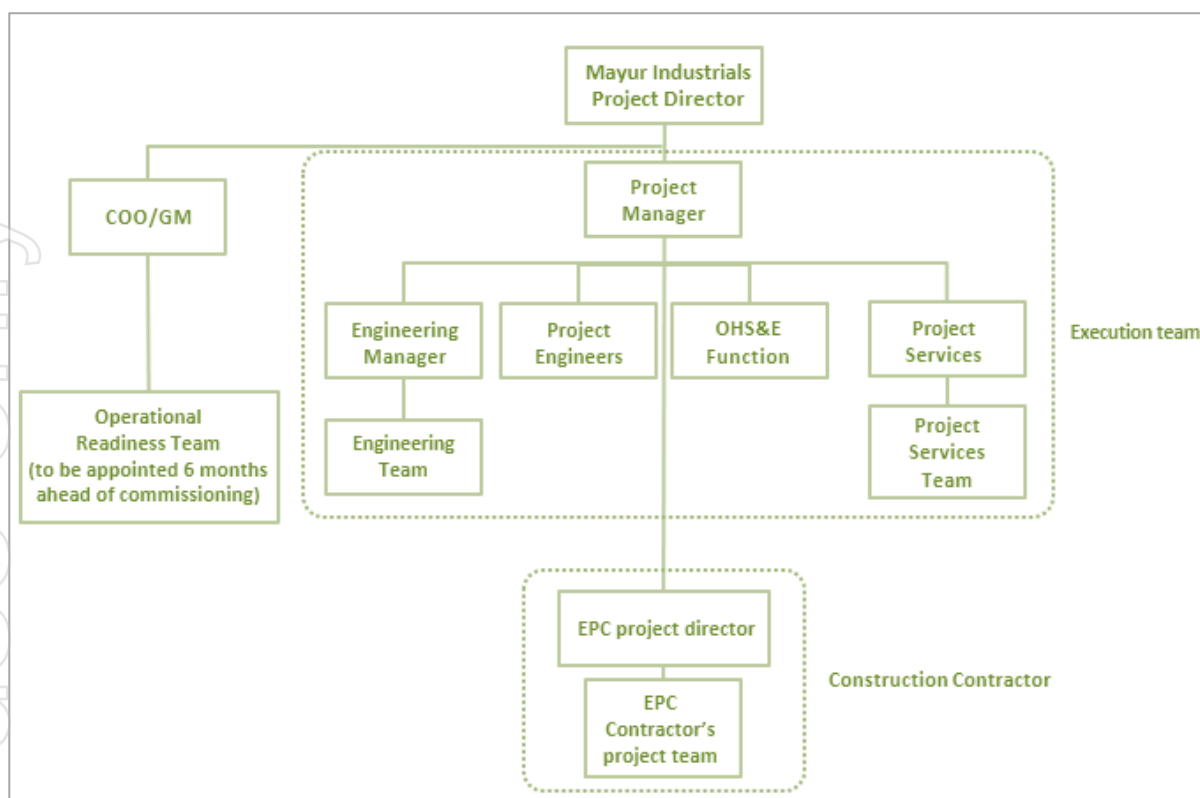 Mayur Industrials
Project Director
COO/GM
Project
Manager
Engineering
Manager
Project
Engineers
OHS&E
Function
Project
Services
Execution team
Operational
Readiness Team
(to be appointed 6 months
ahead of commissioning)
Engineering
Team
Project
Services
Team
EPC project director
Construction Contractor
EPC
Contractor’s
project team